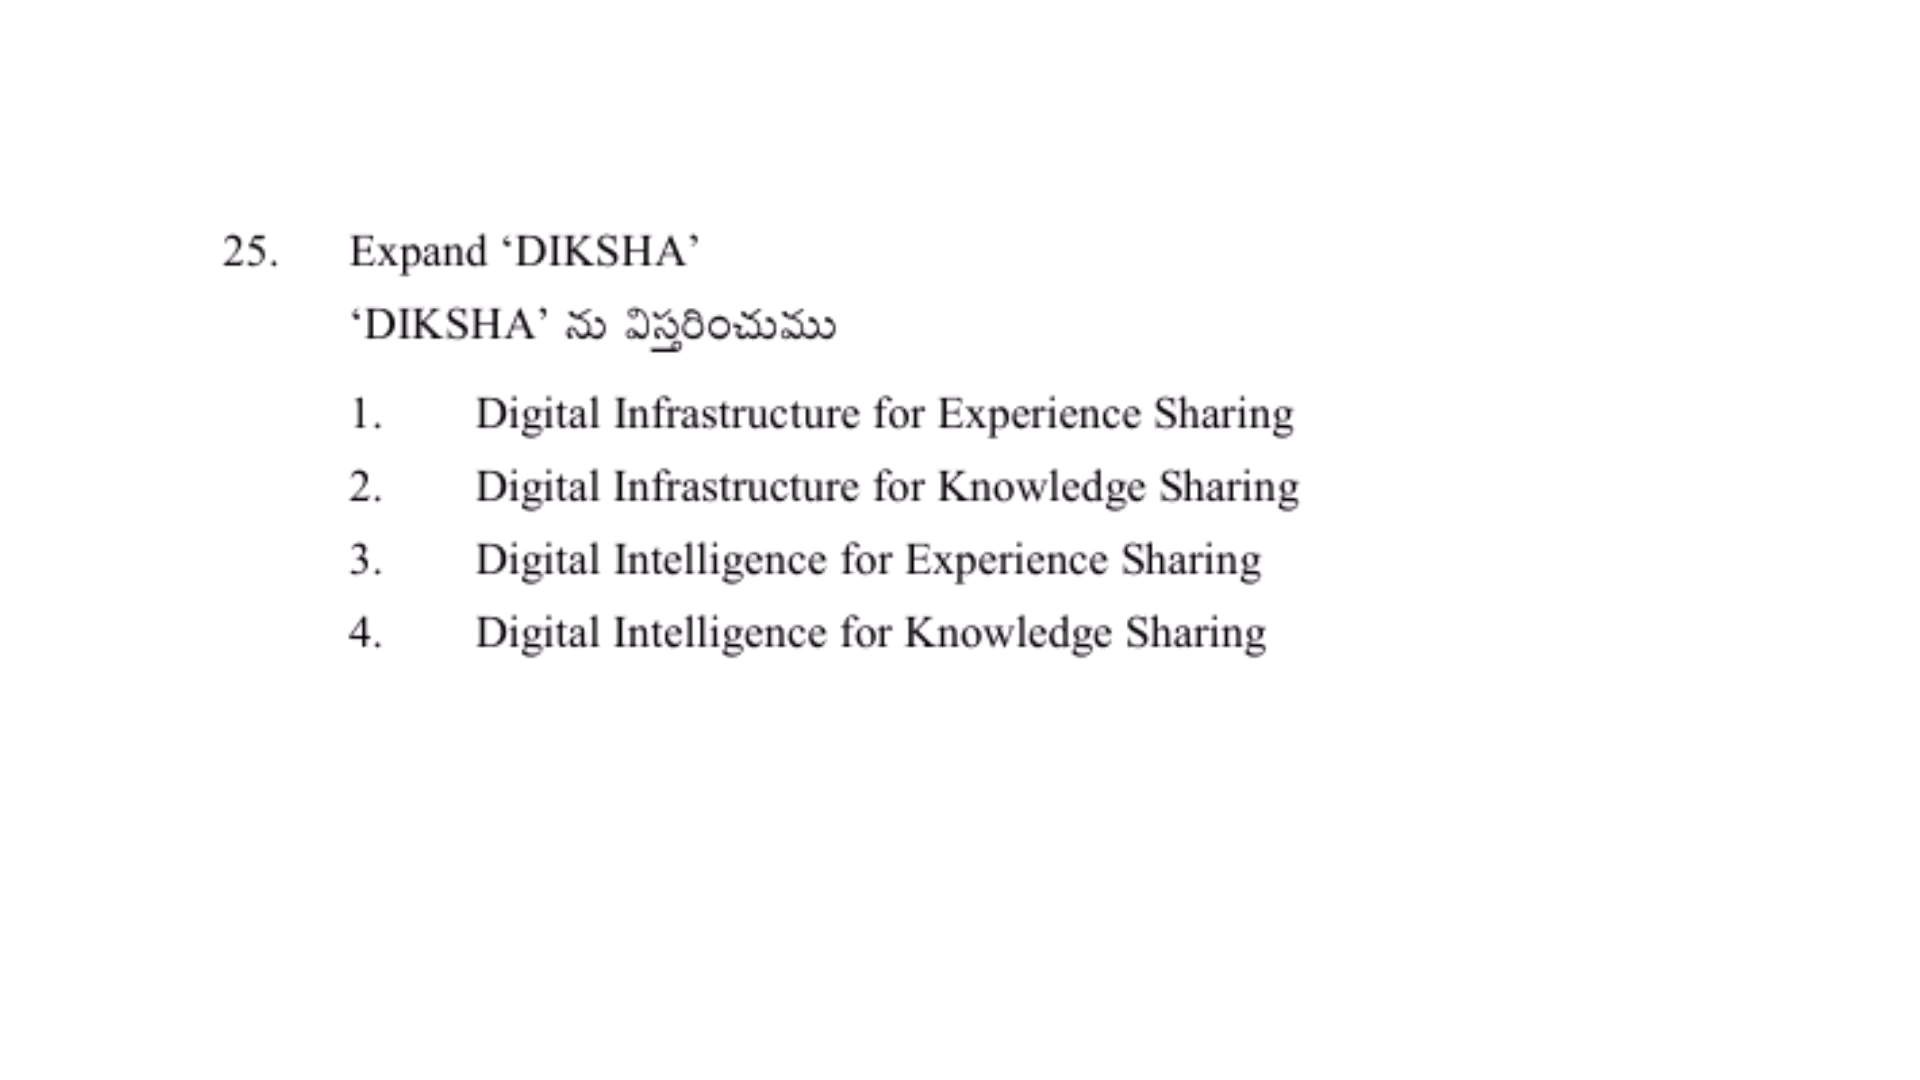 25. Expand ‘DIKSHA’
‘DIKSHA’ ను విస్తరించుము
1. Digital Infrastructure for Experience Sharing
2. Digital Infrastructure for Knowledge Sharing
3. Digital Intelligence for Experience Sharing
4. Digital Intelligence for Knowledge Sharing